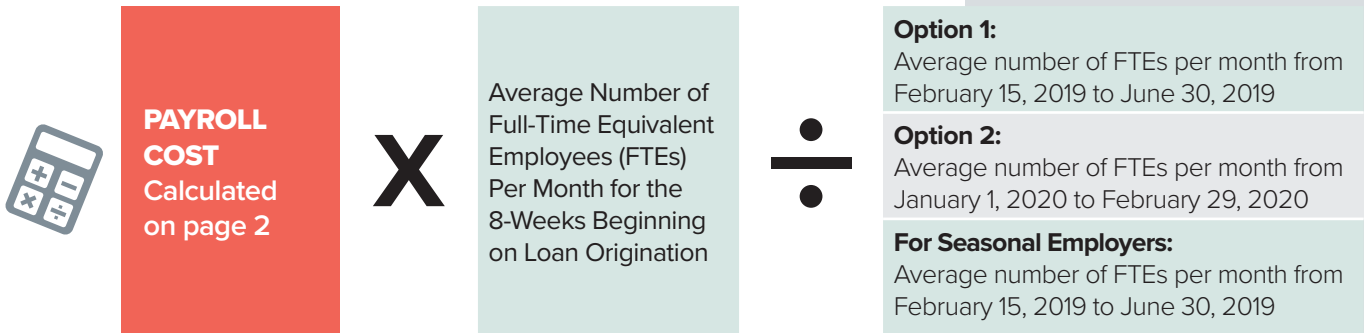 PAYROLL
COST
Calculated
on page 2
X
Average Number of
Full-Time Equivalent
Employees (FTEs)
Per Month for the
8-Weeks Beginning
on Loan Origination
÷
Option 1:
Average number of FTEs per month from
February 15, 2019 to June 30, 2019
Option 2:
Average number of FTEs per month from
January 1, 2020 to February 29, 2020
For Seasonal Employers:
Average number of FTEs per month from
February 15, 2019 to June 30, 2019